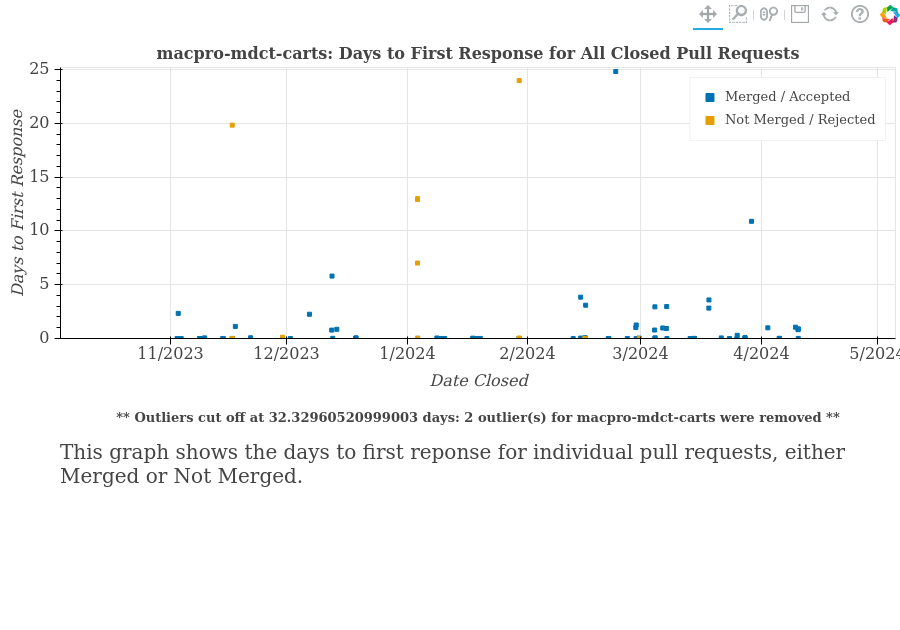 macpro-mdct-carts: Days to First Response for All Closed Pull Requests
25
20
15
10
5
0
Days to First Response
Merged / Accepted
Not Merged / Rejected
11/2023
12/2023
1/2024
2/2024
3/2024
4/2024
5/2024
Date Closed
** Outliers cut off at 32.32960520999003 days: 2 outlier(s) for macpro-mdct-carts were removed **
This graph shows the days to first reponse for individual pull requests, either
Merged or Not Merged.